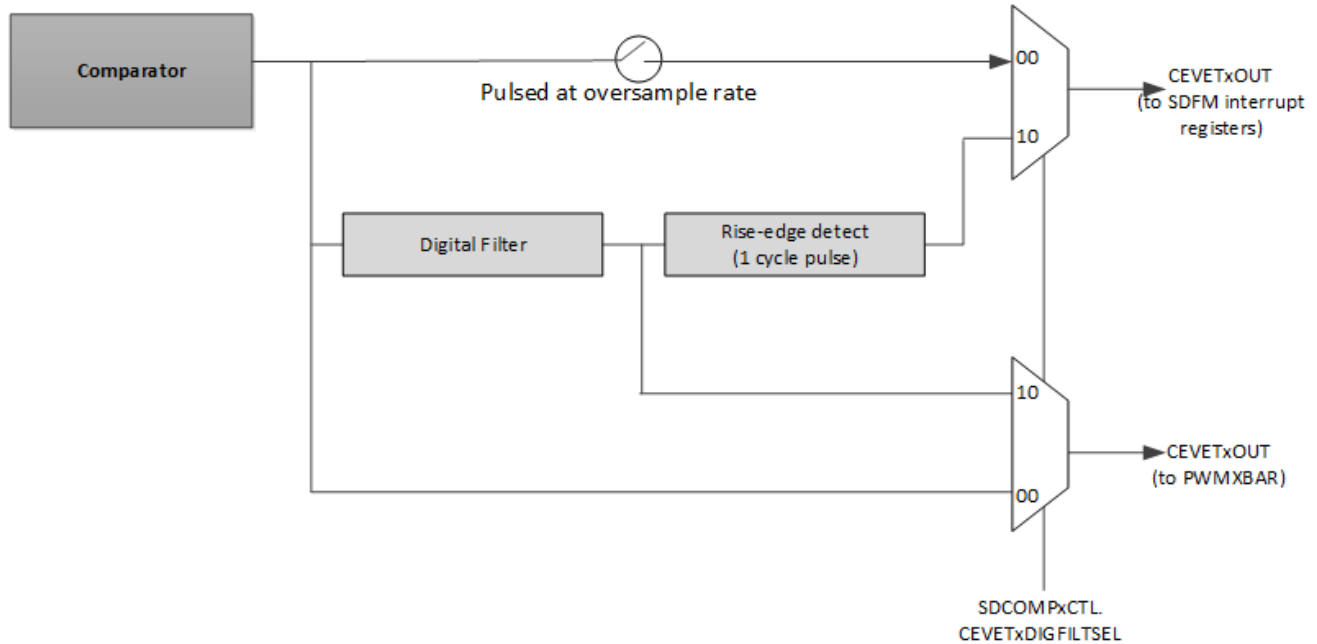 Comparator
Pulsed at oversample rate
00
10
CEVETxOUT
(to SDFM interrupt
registers)
Digital Filter
Rise-edge detect
(1 cycle pulse)
10
00
CEVETxOUT
(to PWMXBAR)
SDCOMPxCTL.
CEVETxDIGFILTSEL